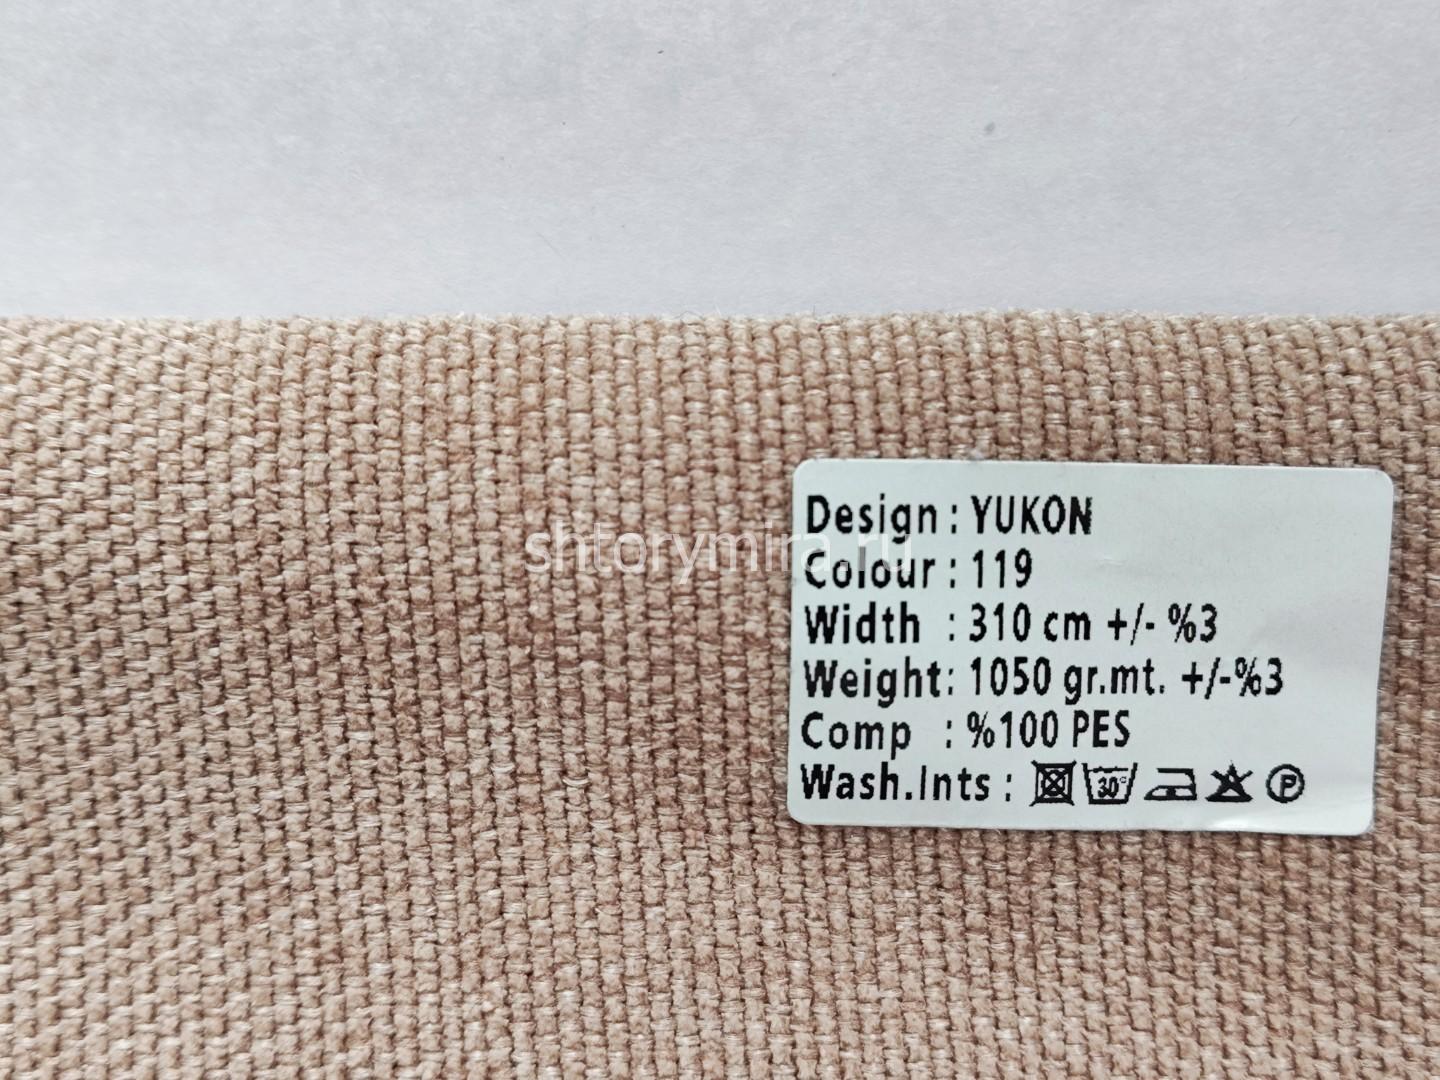 Design : YUKON
shtorymira.ru
Colour : 119
Width : 310 cm +/- %3
Weight: 1050 gr.mt. +/-%3
Comp : %100 PES
Wash.Ints : 30° P